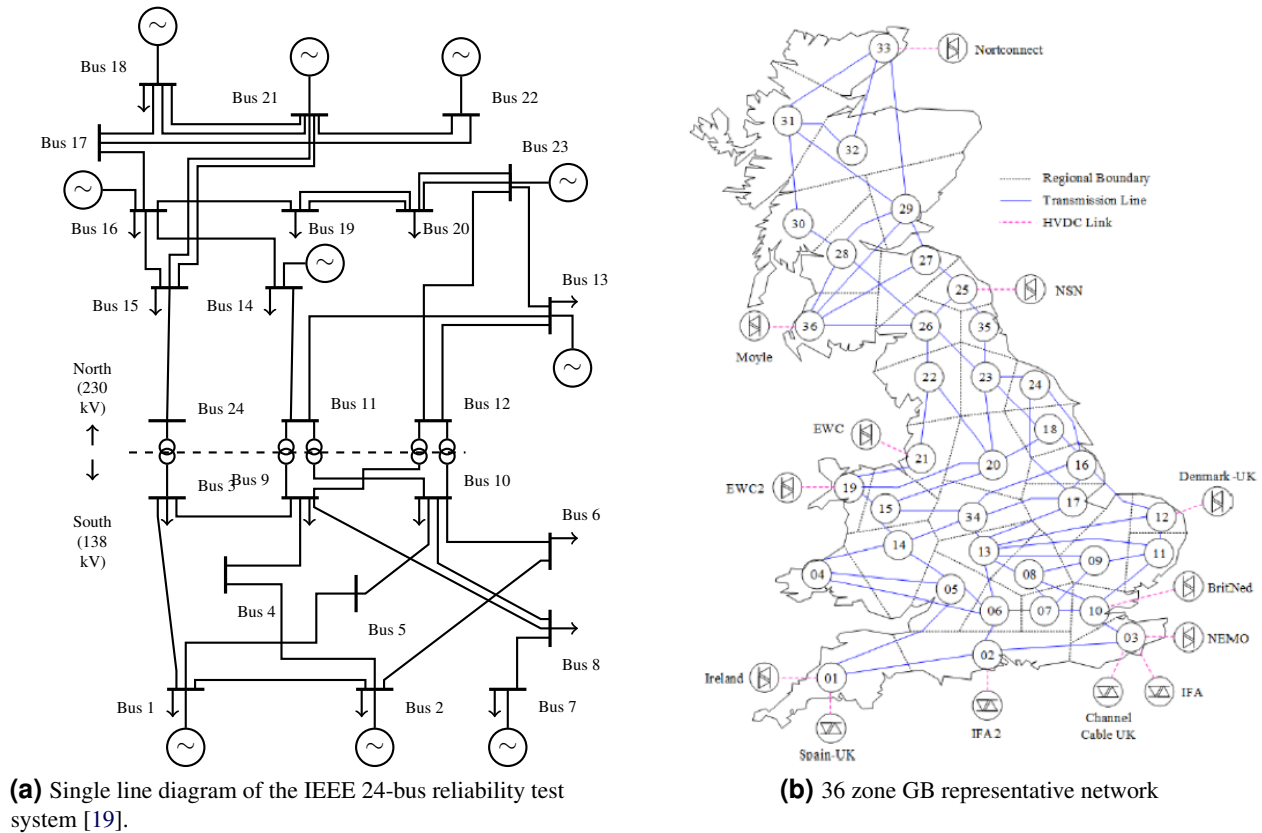 Bus 18
Bus 21
Bus 22
Bus 17
Bus 23
Bus 16
Bus 19
Bus 20
Bus 15
Bus 14
Bus 13
North
(230
kV)
Bus 24
Bus 11
Bus 12
Bus 3
Bus 9
Bus 10
South
(138
kV)
Bus 6
Bus 4
Bus 5
Bus 8
Bus 1
Bus 2
Bus 7
(a) Single line diagram of the IEEE 24-bus reliability test
system [19].
33
Nortconnect
31
32
Regional Boundary
Transmission Line
HVDC Link
29
30
28
27
25
NSN
36
26
35
Moyle
22
23
24
EWC
18
21
20
16
EWC2
19
Denmark-UK
15
17
34
12
14
13
11
09
04
08
05
BritNed
06
07
10
03
NEMO
02
Ireland
01
IFA
IFA2
Channel
Cable UK
Spain-UK
(b) 36 zone GB representative network